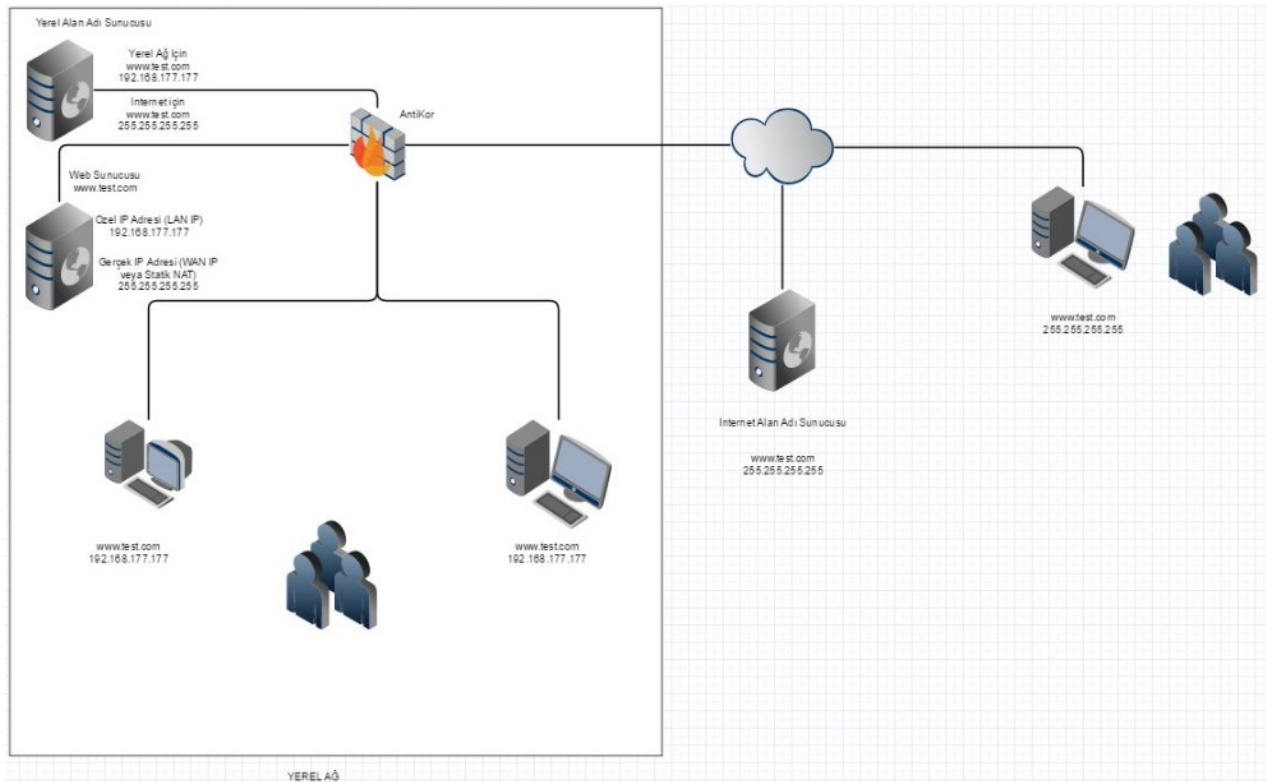 Yerel Alan Adı Sunucusu
Yerel Ağ İçin
www.test.com
192.168.177.177
İnternet için
www.test.com
255.255.255.255
AntiKor
Web Sunucusu
www.test.com
Özel IP Adresi (LAN IP)
192.168.177.177
Gerçek IP Adresi (WAN IP
veya Statik NAT)
255.255.255.255
www.test.com
192.168.177.177
www.test.com
192.168.177.177
YEREL AĞ
İnternet Alan Adı Sunucusu
www.test.com
255.255.255.255
www.test.com
255.255.255.255